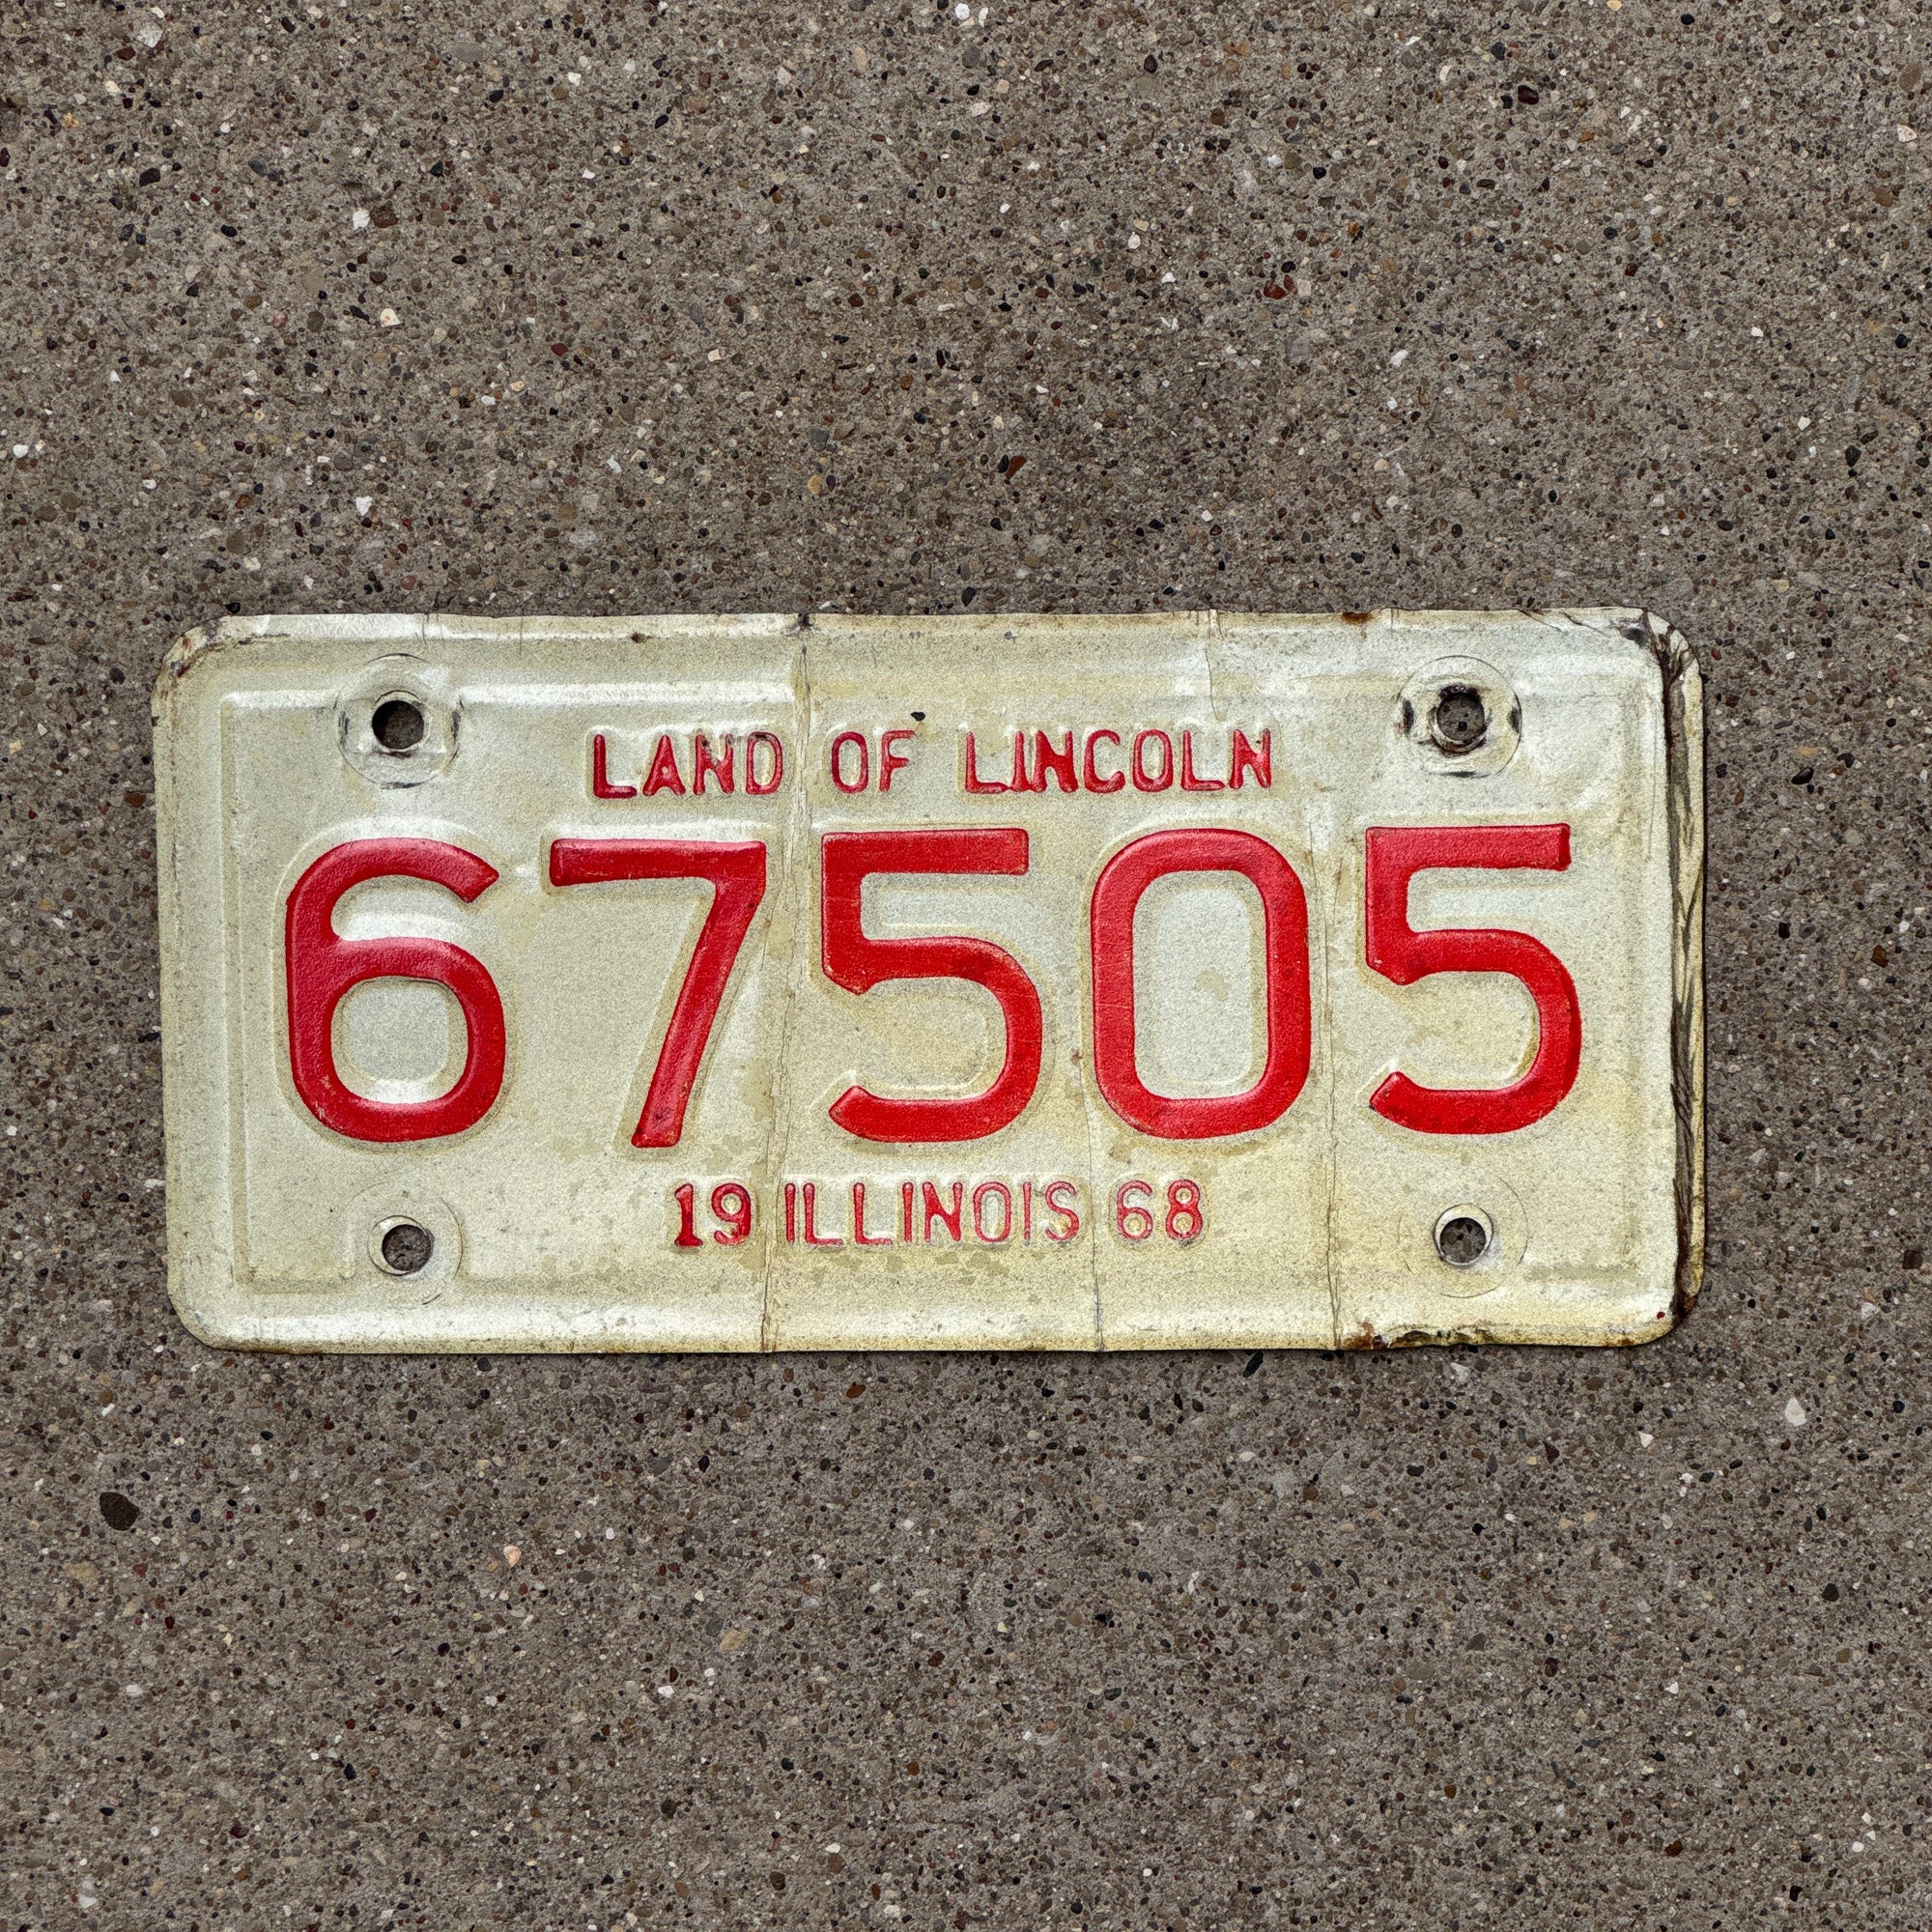 LAND OF LINCOLN
67505
19 ILLINOIS 68